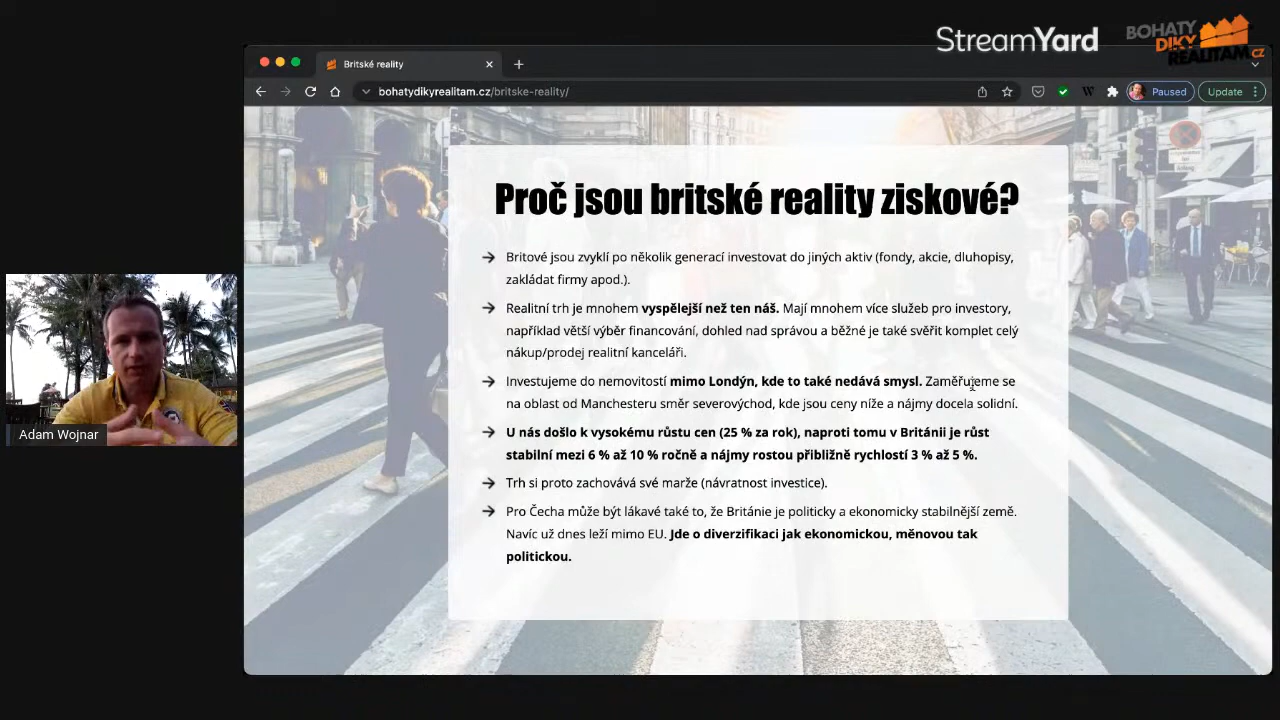 StreamYard
BOHATY
DIKY
REALITAM.CZ
Britské reality
bohatydikyrealitam.cz/britske-reality/
W
Paused
Update
Proč jsou britské reality ziskové?
Britové jsou zvyklí po několik generací investovat do jiných aktiv (fondy, akcie, dluhopisy,
zakládat firmy apod.).
Realitní trh je mnohem vyspělejší než ten náš. Mají mnohem více služeb pro investory,
například větší výběr financování, dohled nad správou a běžné je také svěřit komplet celý
nákup/prodej realitní kanceláři.
Investujeme do nemovitostí mimo Londýn, kde to také nedává smysl. Zaměřujeme se
na oblast od Manchesteru směr severovýchod, kde jsou ceny níže a nájmy docela solidní.
U nás došlo k vysokému růstu cen (25 % za rok), naproti tomu v Británii je růst
stabilní mezi 6 % až 10 % ročně a nájmy rostou přibližně rychlostí 3 % až 5 %.
Trh si proto zachovává své marže (návratnost investice).
Pro Čecha může být lákavé také to, že Británie je politicky a ekonomicky stabilnější země.
Navíc už dnes leží mimo EU. Jde o diverzifikaci jak ekonomickou, měnovou tak
politickou.
Adam Wojnar